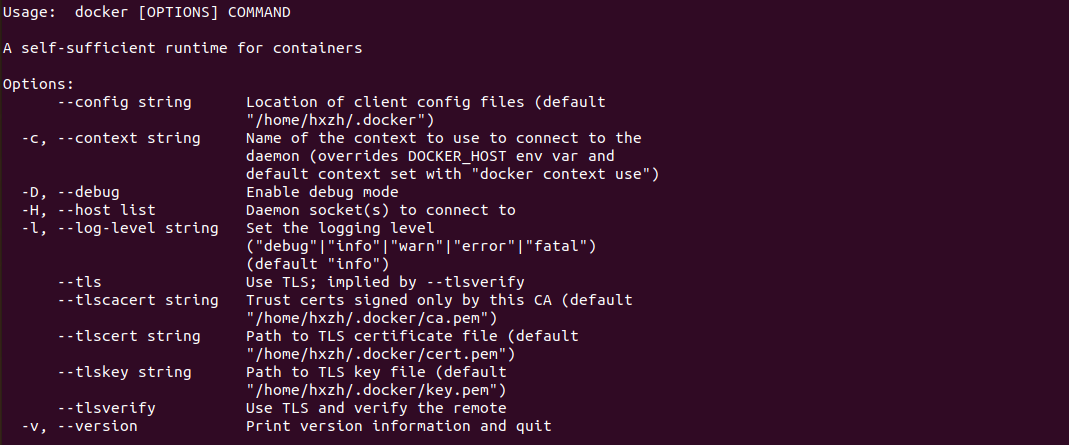 Usage:  docker [OPTIONS] COMMAND
A self-sufficient runtime for containers
Options:
      --config string      Location of client config files (default
                           "/home/hxzh/.docker")
  -c, --context string     Name of the context to use to connect to the
                           daemon (overrides DOCKER_HOST env var and
                           default context set with "docker context use")
  -D, --debug              Enable debug mode
  -H, --host list          Daemon socket(s) to connect to
  -l, --log-level string   Set the logging level
                           ("debug"|"info"|"warn"|"error"|"fatal")
                           (default "info")
      --tls                Use TLS; implied by --tlsverify
      --tlscacert string   Trust certs signed only by this CA (default
                           "/home/hxzh/.docker/ca.pem")
      --tlscert string     Path to TLS certificate file (default
                           "/home/hxzh/.docker/cert.pem")
      --tlskey string      Path to TLS key file (default
                           "/home/hxzh/.docker/key.pem")
      --tlsverify          Use TLS and verify the remote
  -v, --version            Print version information and quit